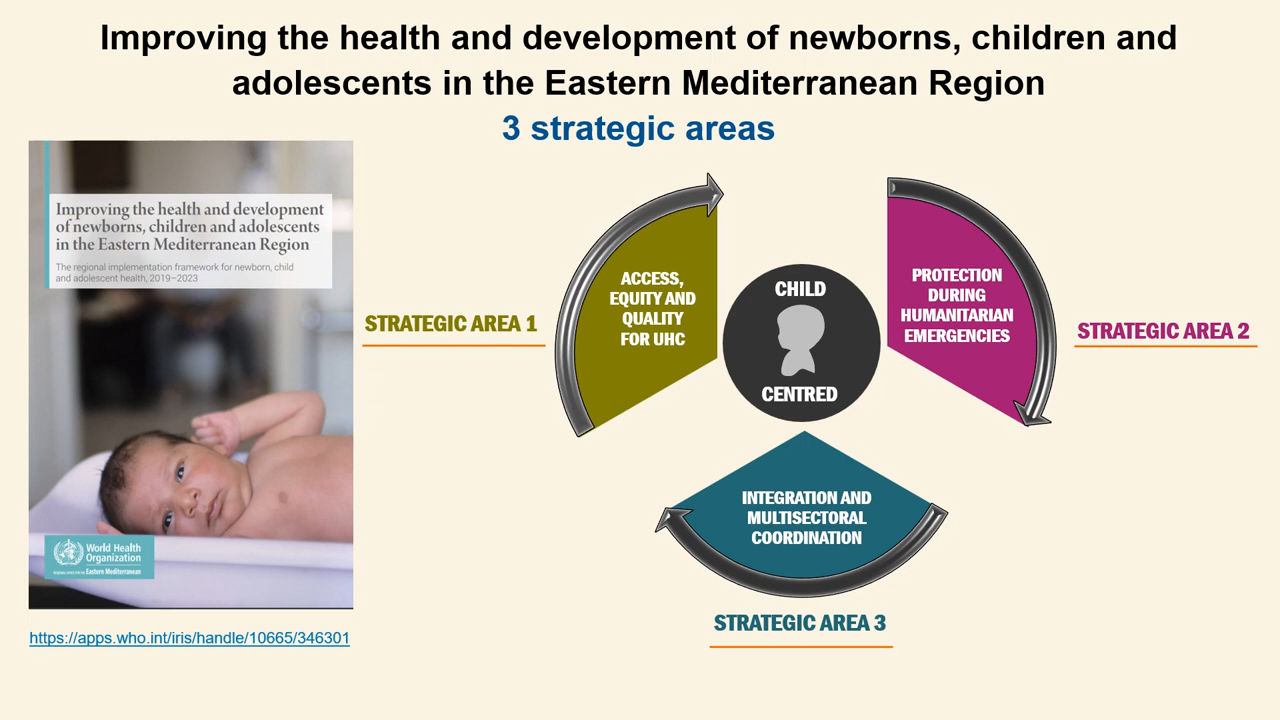 Improving the health and development of newborns, children and
adolescents in the Eastern Mediterranean Region
3 strategic areas
Improving the health and development
of newborns, children and adolescents
in the Eastern Mediterranean Region
The regional implementation framework for newborn, child
and adolescent health, 2019–2023
World Health
Organization
REGIONAL OFFICE FOR THE Eastern Mediterranean
https://apps.who.int/iris/handle/10665/346301
STRATEGIC AREA 1
ACCESS,
EQUITY AND
QUALITY
FOR UHC
CHILD
CENTRED
PROTECTION
DURING
HUMANITARIAN
EMERGENCIES
STRATEGIC AREA 2
INTEGRATION AND
MULTISECTORAL
COORDINATION
STRATEGIC AREA 3